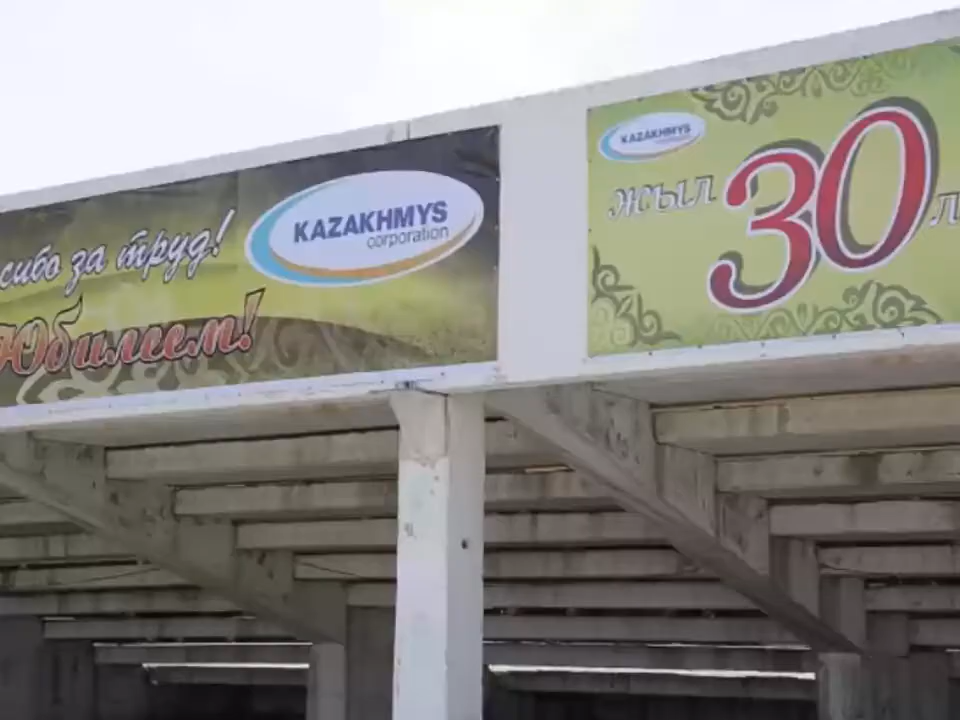 сибо за труд!
Юбилеем!
KAZAKHMYS
corporation
KAZAKHMYS
жыл 30 л